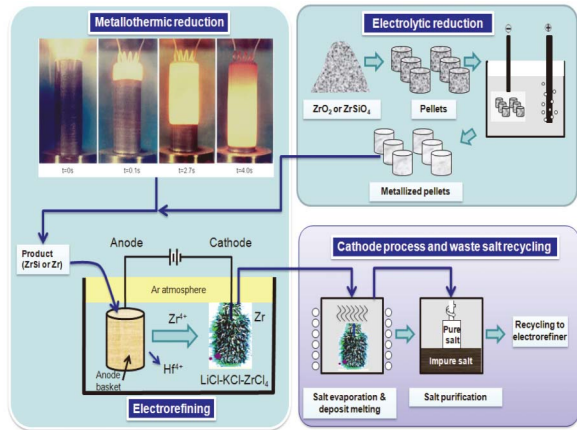 Metallothermic reduction
t=0s
t=0.1s
t=2.7s
t=4.0s
Electrolytic reduction
ZrO₂ or ZrSiO₄
Pellets
Metallized pellets
Product
(ZrSi or Zr)
Anode
Cathode
Ar atmosphere
Zr⁴⁺
Zr
Hf⁴⁺
Anode
basket
LiCl-KCl-ZrCl₄
Electrorefining
Cathode process and waste salt recycling
Pure
salt
Impure salt
Recycling to
electrorefiner
Salt evaporation &
deposit melting
Salt purification